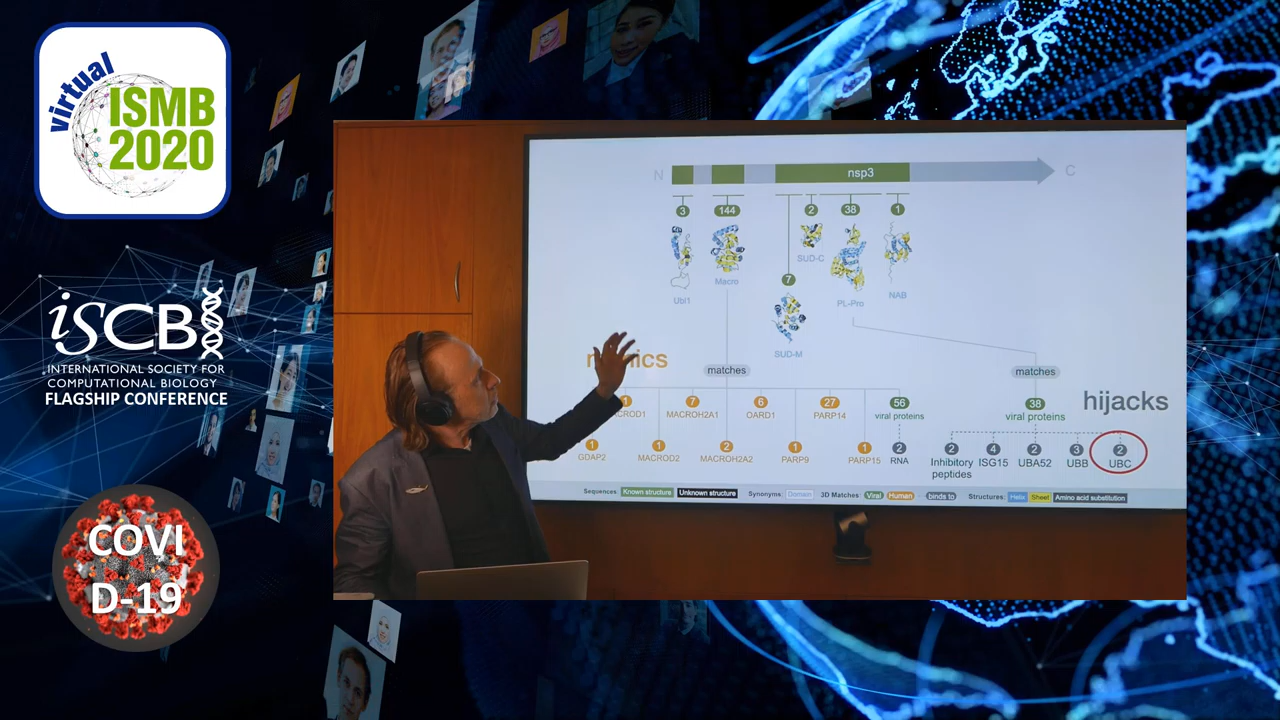 virtual
ISMB
2020
iSCB
INTERNATIONAL SOCIETY FOR
COMPUTATIONAL BIOLOGY
FLAGSHIP CONFERENCE
COVI
D-19
N
nsp3
C
3
144
2
38
1
Ubl1
Macro
7
SUD-C
PL-Pro
NAB
SUD-M
matches
matches
hijacks
1
7
6
27
56
38
MACROH2A1
OARD1
PARP14
viral proteins
viral proteins
1
1
2
1
1
2
2
4
2
3
2
GDAP2
MACROD2
MACROH2A2
PARP9
PARP15
RNA
Inhibitory
peptides
ISG15
UBA52
UBB
UBC
Sequences: Known structure Unknown structure Synonyms: Domain 3D Matches: Viral Human binds to Structures: Helix Sheet Amino acid substitution